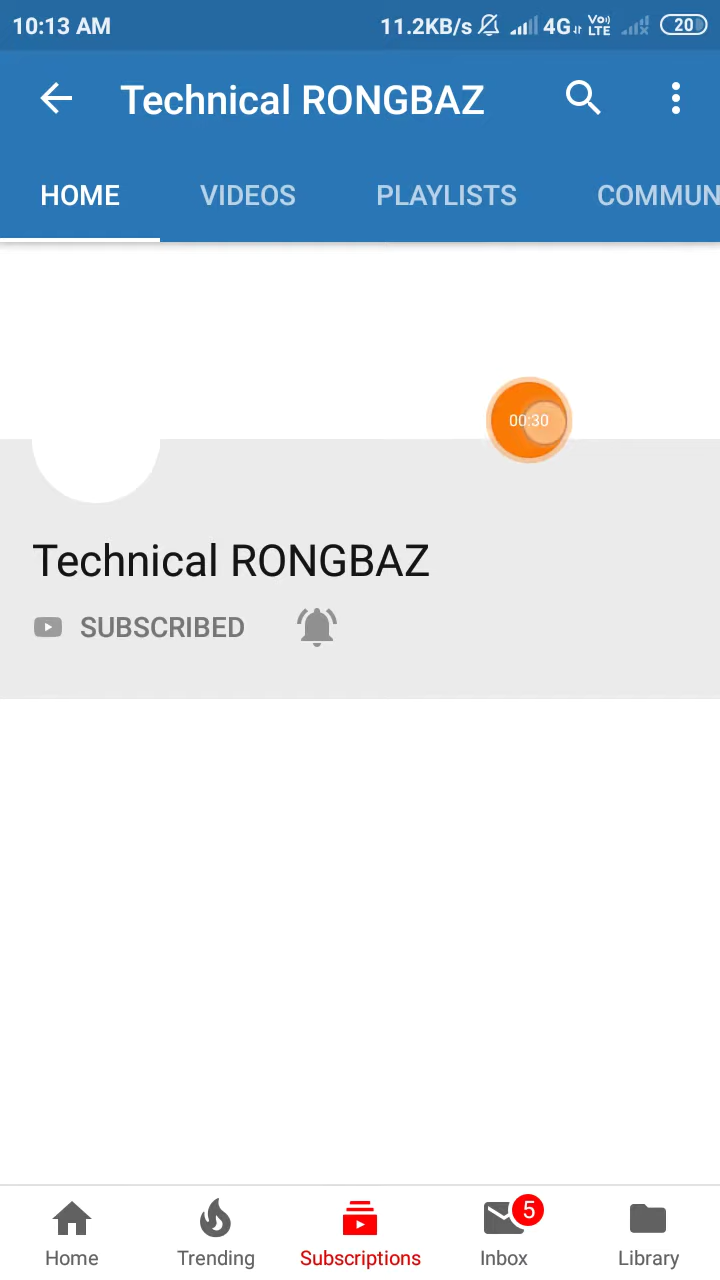 10:13 AM 11.2KB/s 4G Vo) LTE 20
Technical RONGBAZ
HOME VIDEOS PLAYLISTS COMMUN
00:30
Technical RONGBAZ
SUBSCRIBED
5
Home Trending Subscriptions Inbox Library